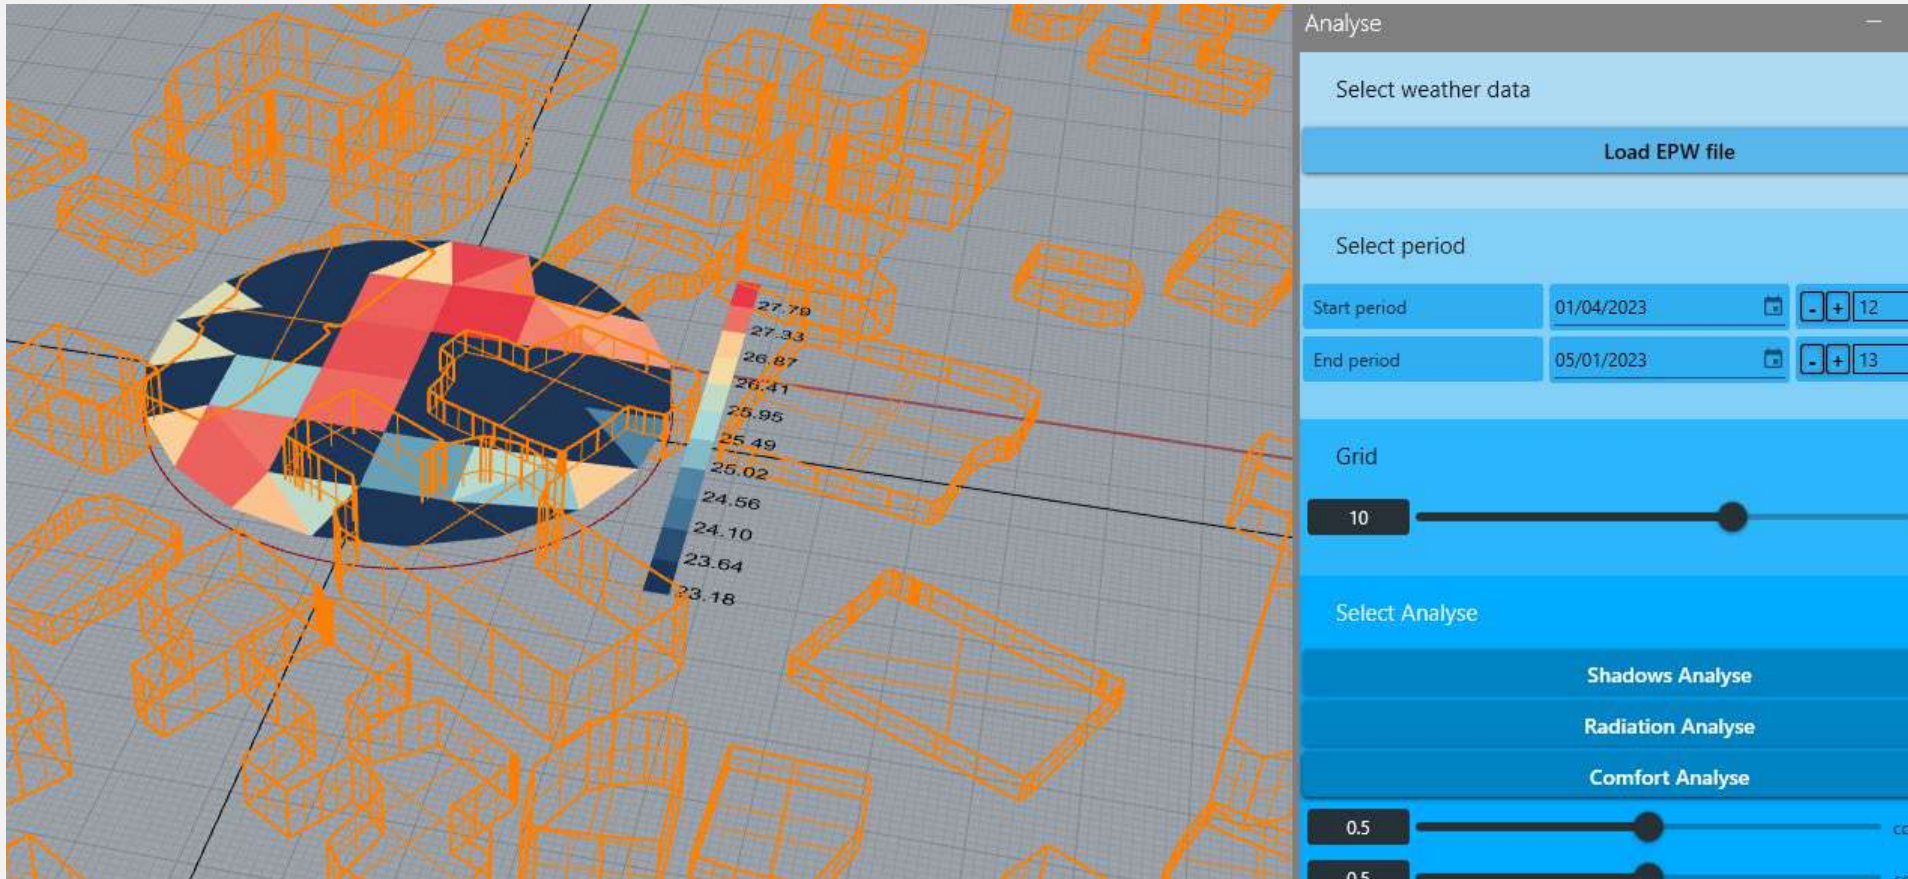 Analyse
Select weather data
Load EPW file
Select period
Start period 01/04/2023 - + 12
End period 05/01/2023 - + 13
Grid
10
Select Analyse
Shadows Analyse
Radiation Analyse
Comfort Analyse
0.5
0.5
27.79
27.33
26.87
26.41
25.95
25.49
25.02
24.56
24.10
23.64
23.18